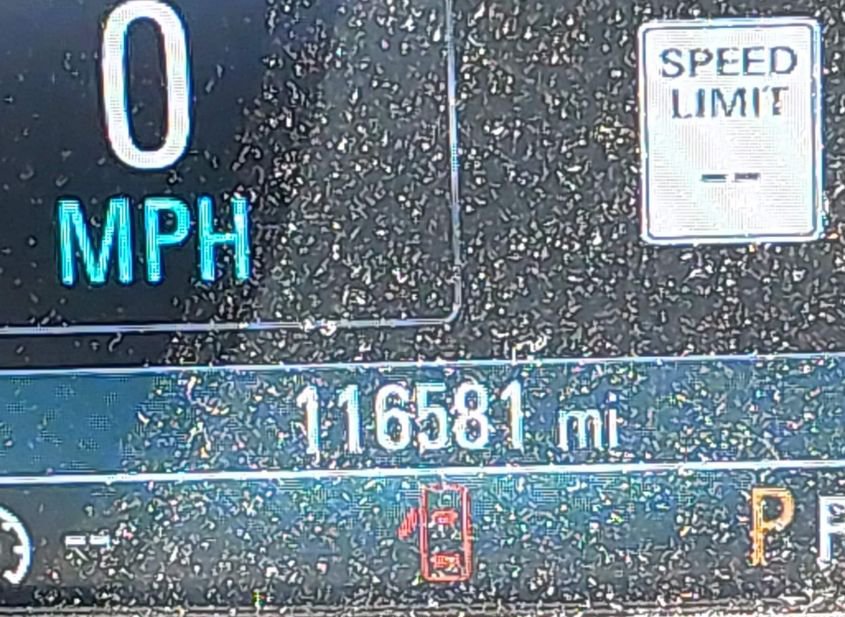 0
MPH
SPEED
LIMIT
--
116581 mi
--
P